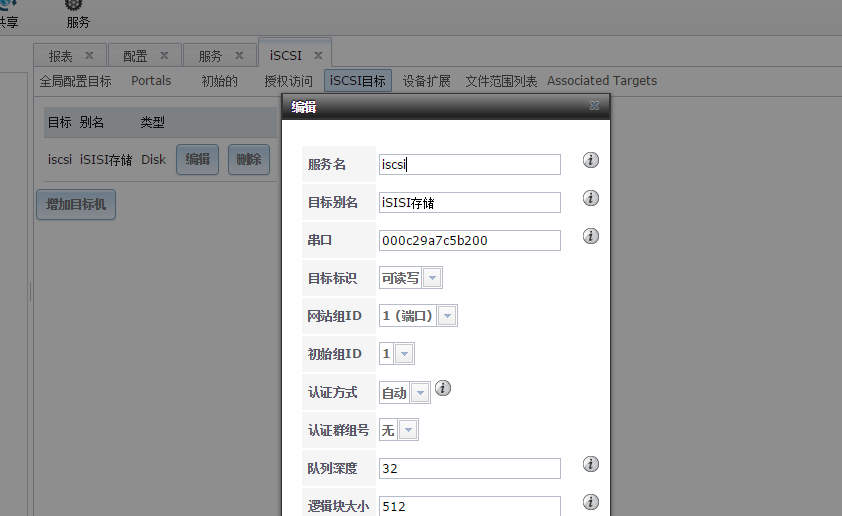 共享 服务
报表 配置 服务 iSCSI
全局配置目标 Portals 初始的 授权访问 iSCSI目标 设备扩展 文件范围列表 Associated Targets
编辑
目标 别名 类型
iscsi iSISI存储 Disk 编辑 删除
增加目标机
服务名 iscsi
目标别名 iSISI存储
串口 000c29a7c5b200
目标标识 可读写
网站组ID 1（端口）
初始组ID 1
认证方式 自动
认证群组号 无
队列深度 32
逻辑块大小 512